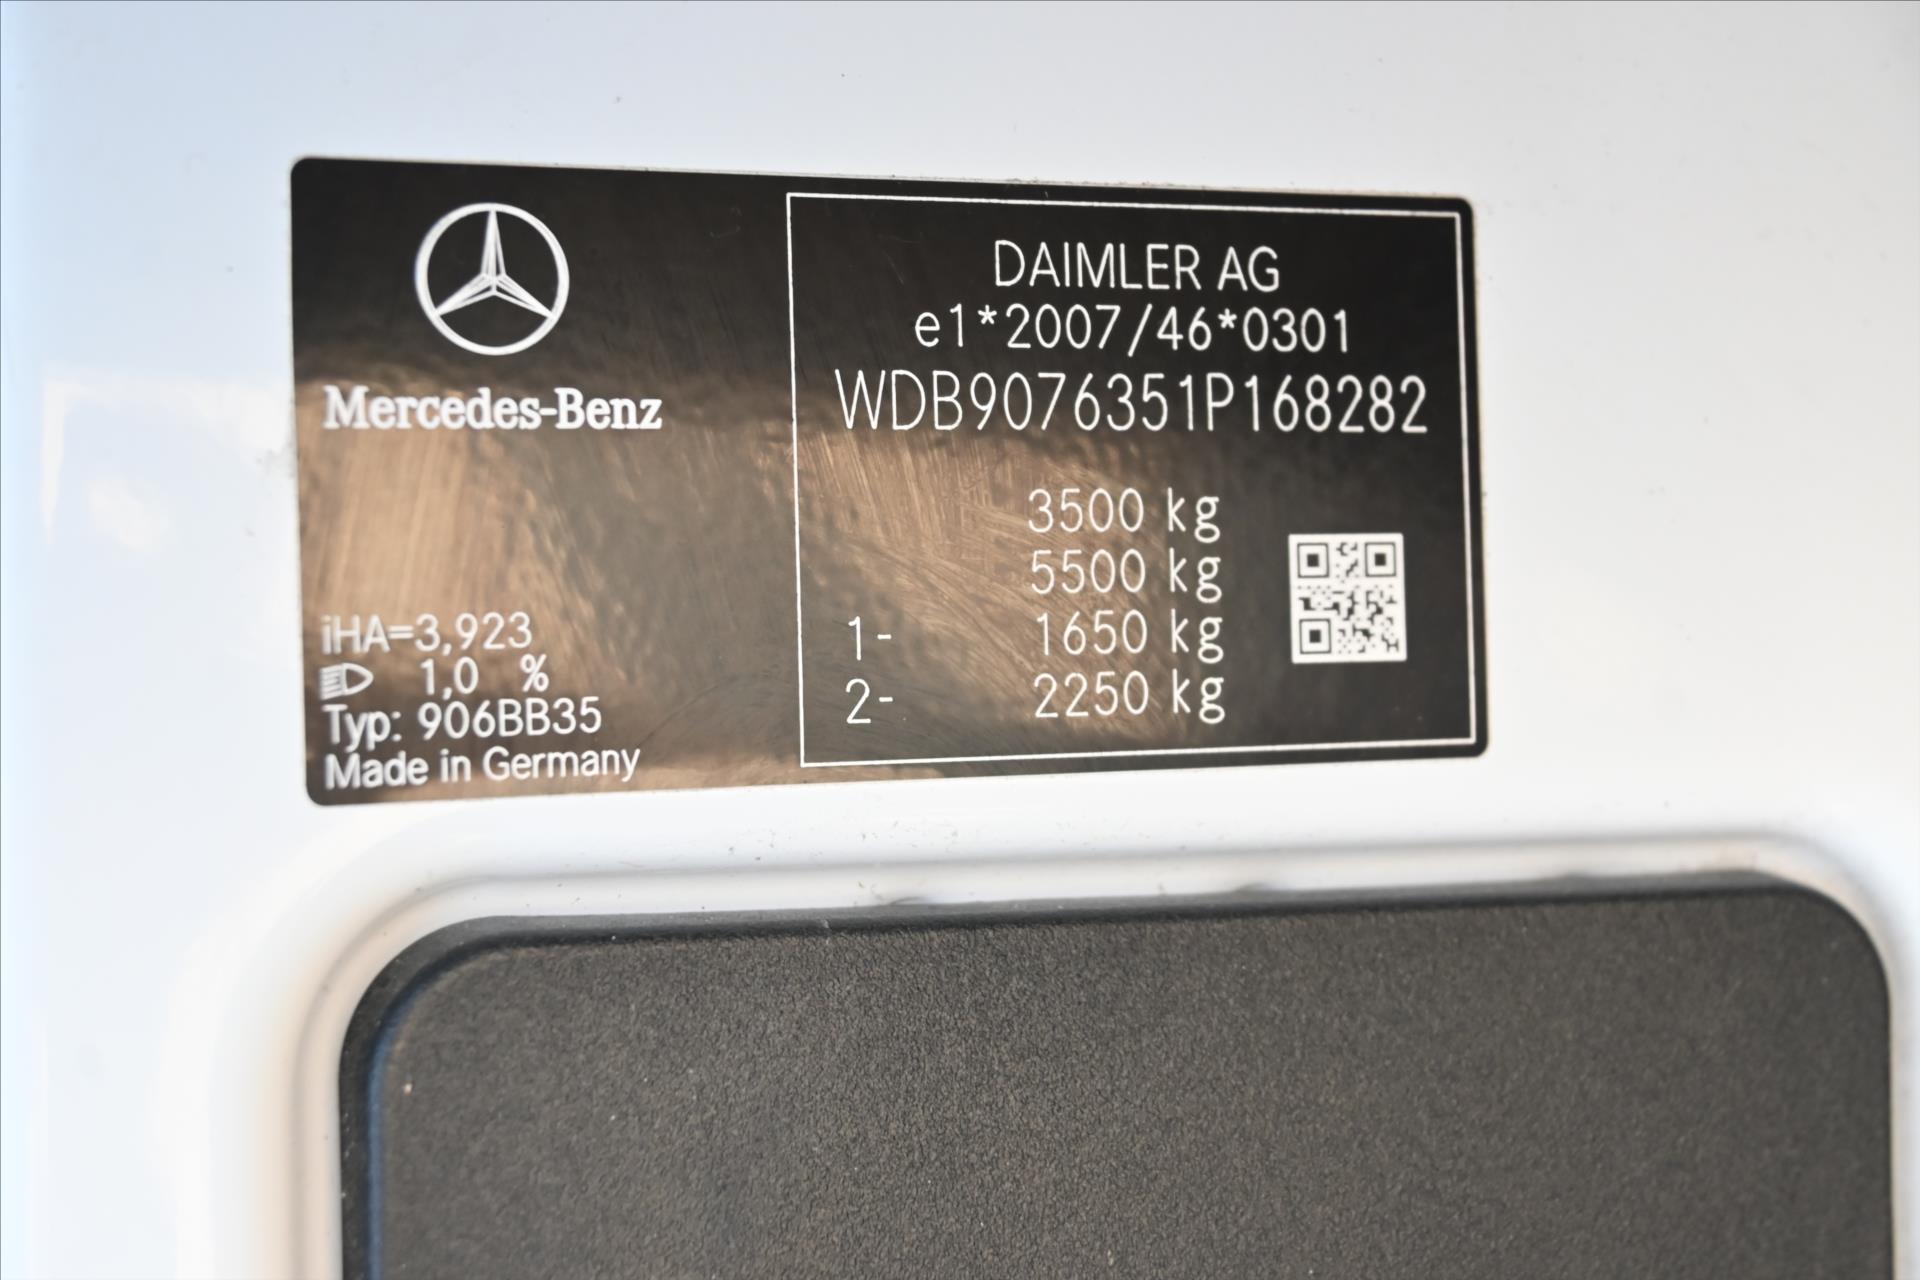 Mercedes-Benz
iHA=3,923
1,0 %
Typ: 906BB35
Made in Germany
DAIMLER AG
e1*2007/46*0301
WDB9076351P168282
3500 kg
5500 kg
1- 1650 kg
2- 2250 kg